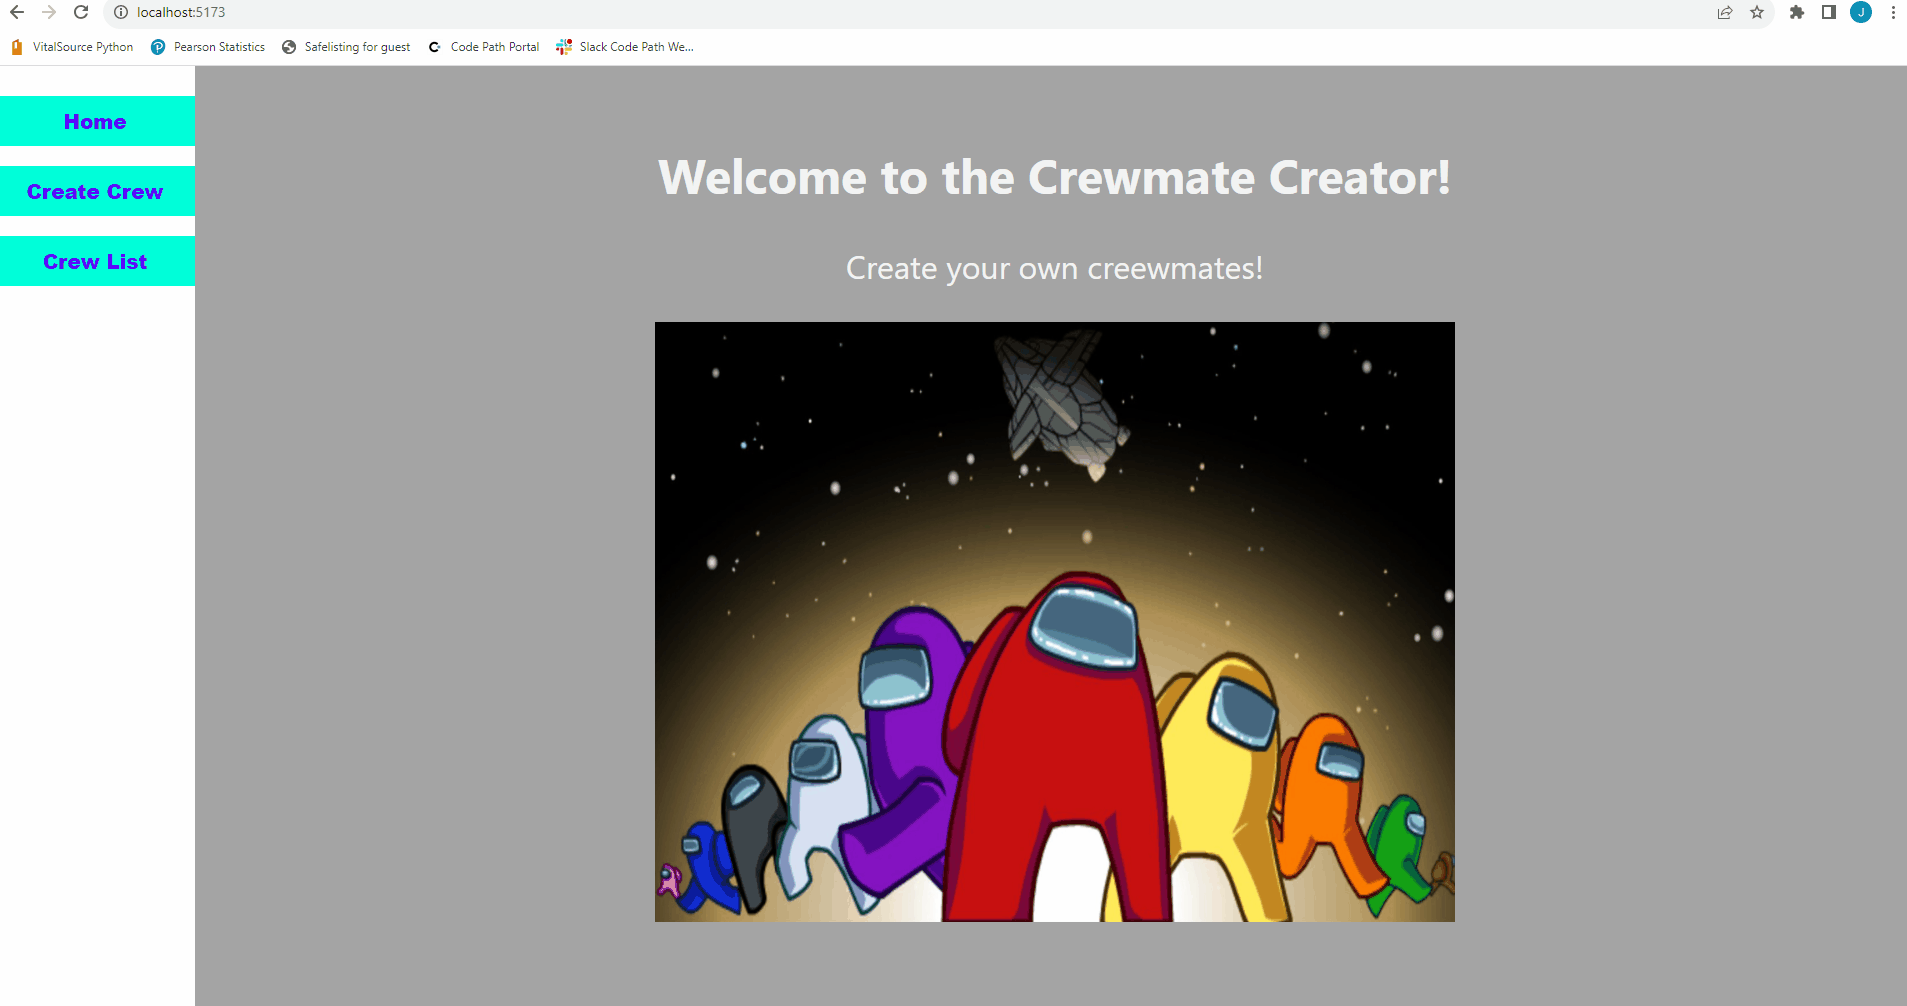 localhost:5173
J
VitalSource Python
Pearson Statistics
Safelisting for guest
Code Path Portal
Slack Code Path We...
Home
Create Crew
Crew List
Welcome to the Crewmate Creator!
Create your own creewmates!